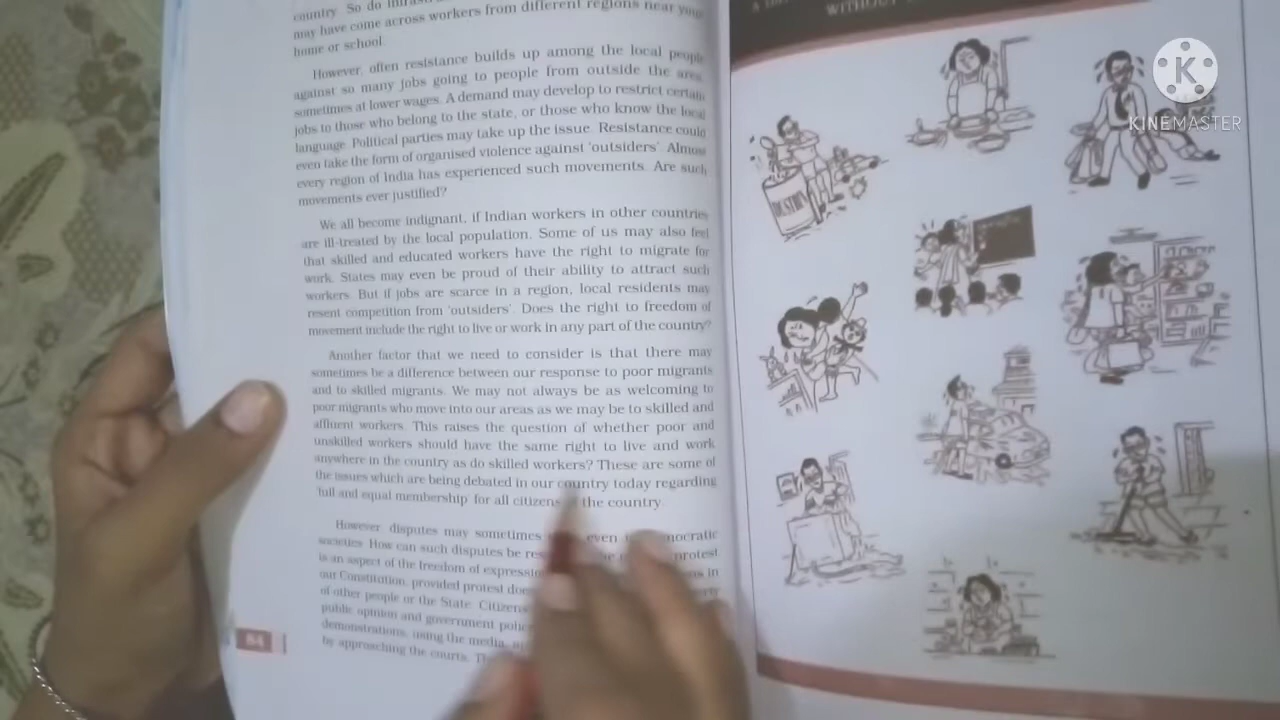 country. So do
may have come across workers from different regions near your
home or school.
However, often resistance builds up among the local people
against so many jobs going to people from outside the area,
sometimes at lower wages. A demand may develop to restrict certain
jobs to those who belong to the state, or those who know the local
language. Political parties may take up the issue. Resistance could
even take the form of organised violence against ‘outsiders’. Almost
every region of India has experienced such movements. Are such
movements ever justified?
We all become indignant, if Indian workers in other countries
are ill-treated by the local population. Some of us may also feel
that skilled and educated workers have the right to migrate for
work. States may even be proud of their ability to attract such
workers. But if jobs are scarce in a region, local residents may
resent competition from ‘outsiders’. Does the right to freedom of
movement include the right to live or work in any part of the country?
Another factor that we need to consider is that there may
sometimes be a difference between our response to poor migrants
and to skilled migrants. We may not always be as welcoming to
poor migrants who move into our areas as we may be to skilled and
affluent workers. This raises the question of whether poor and
unskilled workers should have the same right to live and work
anywhere in the country as do skilled workers? These are some of
the issues which are being debated in our country today regarding
‘full and equal membership’ for all citizens of the country.
However disputes may sometimes even
societies. How can such disputes be protest
is an aspect of the freedom of in
our Constitution, provided protest
of other people or the State.
public opinion and government
demonstrations, using the media,
by approaching the courts.
84
WITHOUT
DUSTBIN
K
KINEMASTER